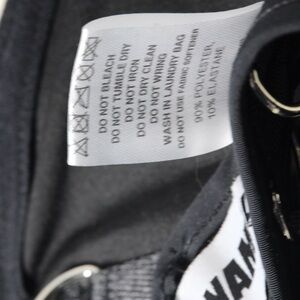 DO NOT BLEACH
DO NOT TUMBLE DRY
DO NOT IRON
DO NOT DRY CLEAN
DO NOT WRING
WASH IN LAUNDRY BAG
DO NOT USE FABRIC SOFTENER
90% POLYESTER,
10% ELASTANE